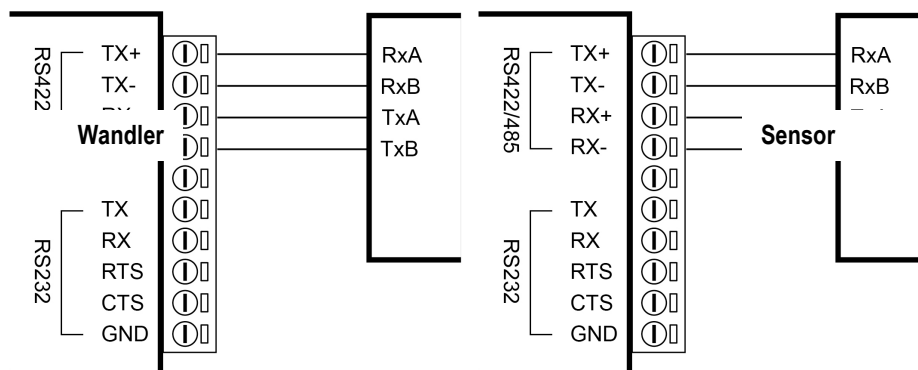 RS422
TX+
TX-
Wandler
RS232
TX
RX
RTS
CTS
GND
RxA
RxB
TxA
TxB
RS422/485
TX+
TX-
RX+
RX-
RS232
TX
RX
RTS
CTS
GND
RxA
RxB
Sensor